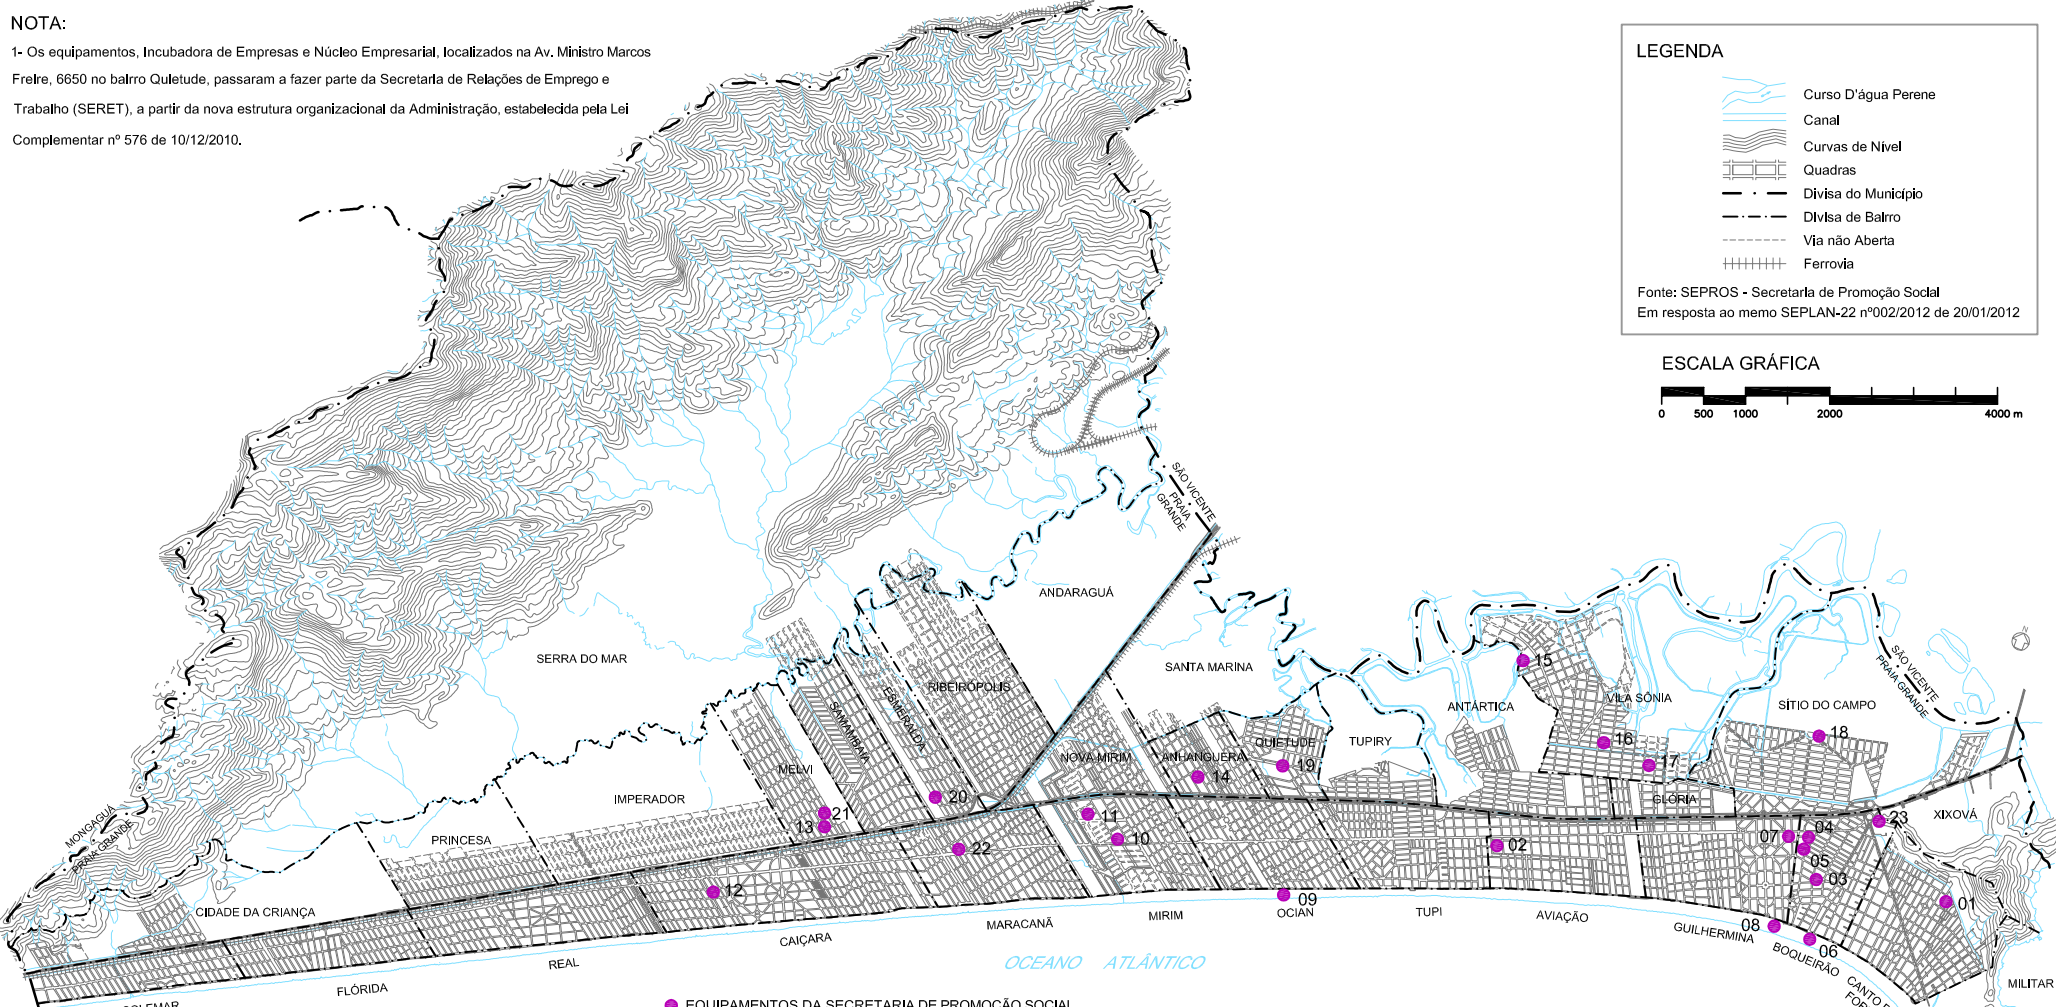 NOTA:
1- Os equipamentos, Incubadora de Empresas e Núcleo Empresarial, localizados na Av. Ministro Marcos
Freire, 6650 no bairro Quietude, passaram a fazer parte da Secretaria de Relações de Emprego e
Trabalho (SERET), a partir da nova estrutura organizacional da Administração, estabelecida pela Lei
Complementar nº 576 de 10/12/2010.
LEGENDA
Curso D'água Perene
Canal
Curvas de Nível
Quadras
Divisa do Município
Divisa de Bairro
Via não Aberta
Ferrovia
Fonte: SEPROS - Secretaria de Promoção Social
Em resposta ao memo SEPLAN-22 nº002/2012 de 20/01/2012
ESCALA GRÁFICA
0 500 1000 2000 4000 m
SÃO VICENTE
PRAIA GRANDE
ANDARAGUÁ
SERRA DO MAR
SANTA MARINA
SÃO VICENTE
PRAIA GRANDE
15
RIBEIRÓPOLIS
ESMERALDA
SAMAMBAIA
VILA SÔNIA
ANTÁRTICA
SÍTIO DO CAMPO
18
16
QUIETUDE
TUPIRY
NOVA MIRIM
ANHANGUERA
MELVI
19
17
14
IMPERADOR
20
GLÓRIA
21
13
11
23
XIXOVÁ
MONGAGUÁ
PRAIA GRANDE
PRINCESA
10
22
02
07
04
05
03
12
09
01
CIDADE DA CRIANÇA
MARACANÃ
MIRIM
OCIAN
TUPI
AVIAÇÃO
GUILHERMINA
08
06
BOQUEIRÃO
CAIÇARA
REAL
FLÓRIDA
OCEANO ATLÂNTICO
MILITAR
CANTO
EQUIPAMENTOS DA SECRETARIA DE PROMOÇÃO SOCIAL